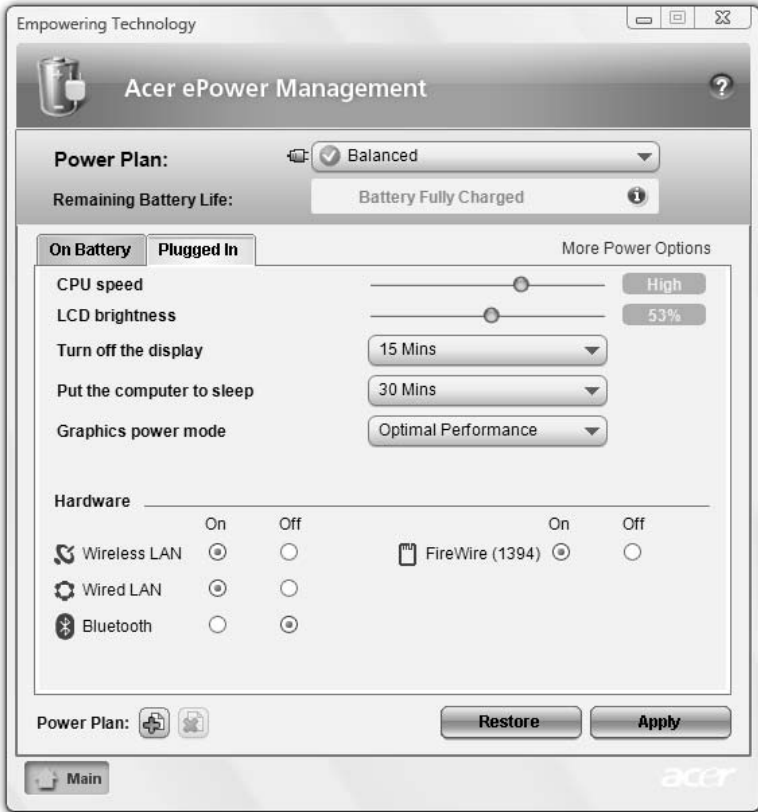 Empowering Technology
Acer ePower Management
Power Plan: Balanced
Remaining Battery Life: Battery Fully Charged
On Battery Plugged In More Power Options
CPU speed High
LCD brightness 53%
Turn off the display 15 Mins
Put the computer to sleep 30 Mins
Graphics power mode Optimal Performance
Hardware
On Off On Off
Wireless LAN FireWire (1394)
Wired LAN
Bluetooth
Power Plan: Restore Apply
Main acer